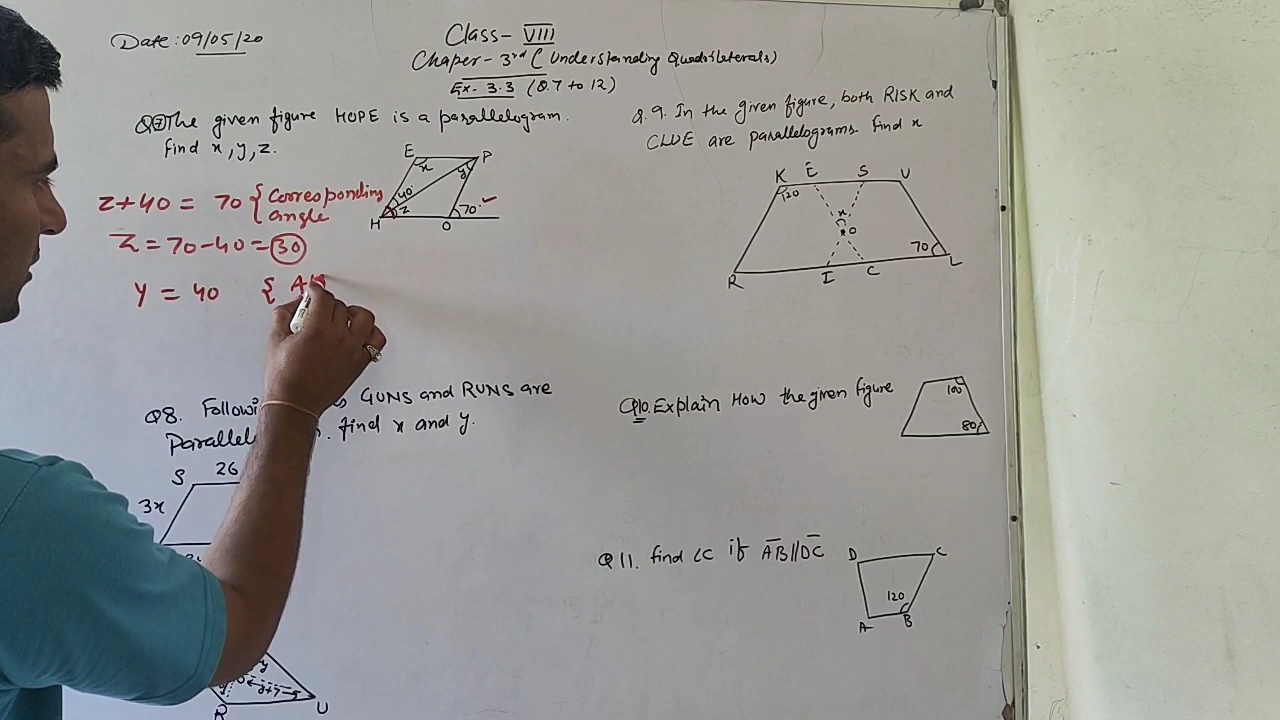 Date: 09/05/20
Class- VIII
Chaper- 3rd ( Understanding Quadrilaterals)
Ex- 3.3 (Q.7 to 12)
Q7 The given figure HOPE is a parallelogram.
find x, y, z.
E
P
x
y
40
z
70
H
O
z+40 = 70 { Corresponding
angle
z = 70-40 = 30
y = 40 {
Q8. GUNS and RUNS are
find x and y.
S
26
3x
y
y+7
R
U
Q.9. In the given figure, both RISK and
CLUE are parallelograms find x
K
E
S
U
120
x
O
70
R
I
C
L
Q10. Explain How the given figure
100
80
Q11. find ∠C if AB||DC
D
C
120
A
B